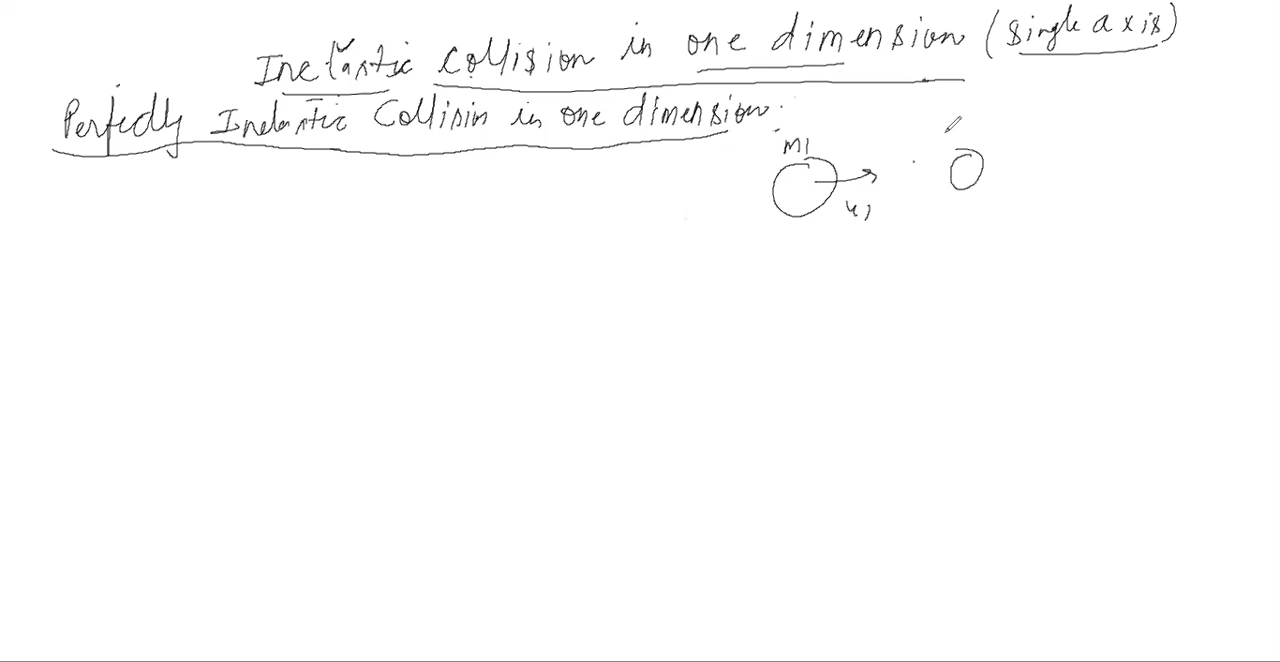 Inelastic collision in one dimension (single axis)
Perfectly Inelastic Collision in one dimension.
m1
u1